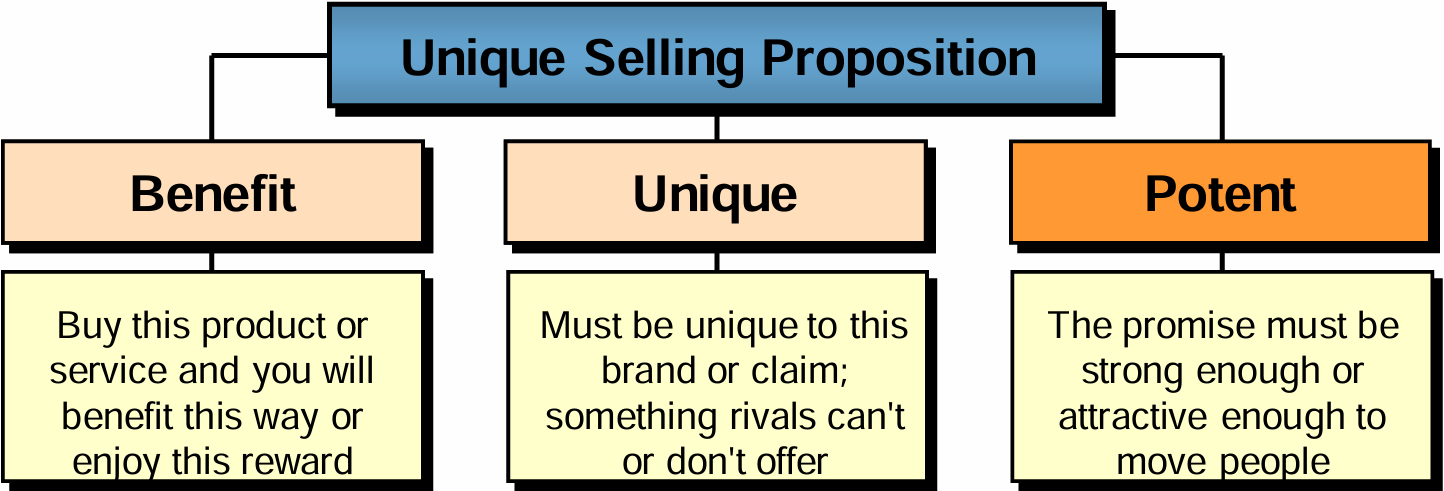 Unique Selling Proposition
Benefit
Buy this product or
service and you will
benefit this way or
enjoy this reward
Unique
Must be unique to this
brand or claim;
something rivals can't
or don't offer
Potent
The promise must be
strong enough or
attractive enough to
move people